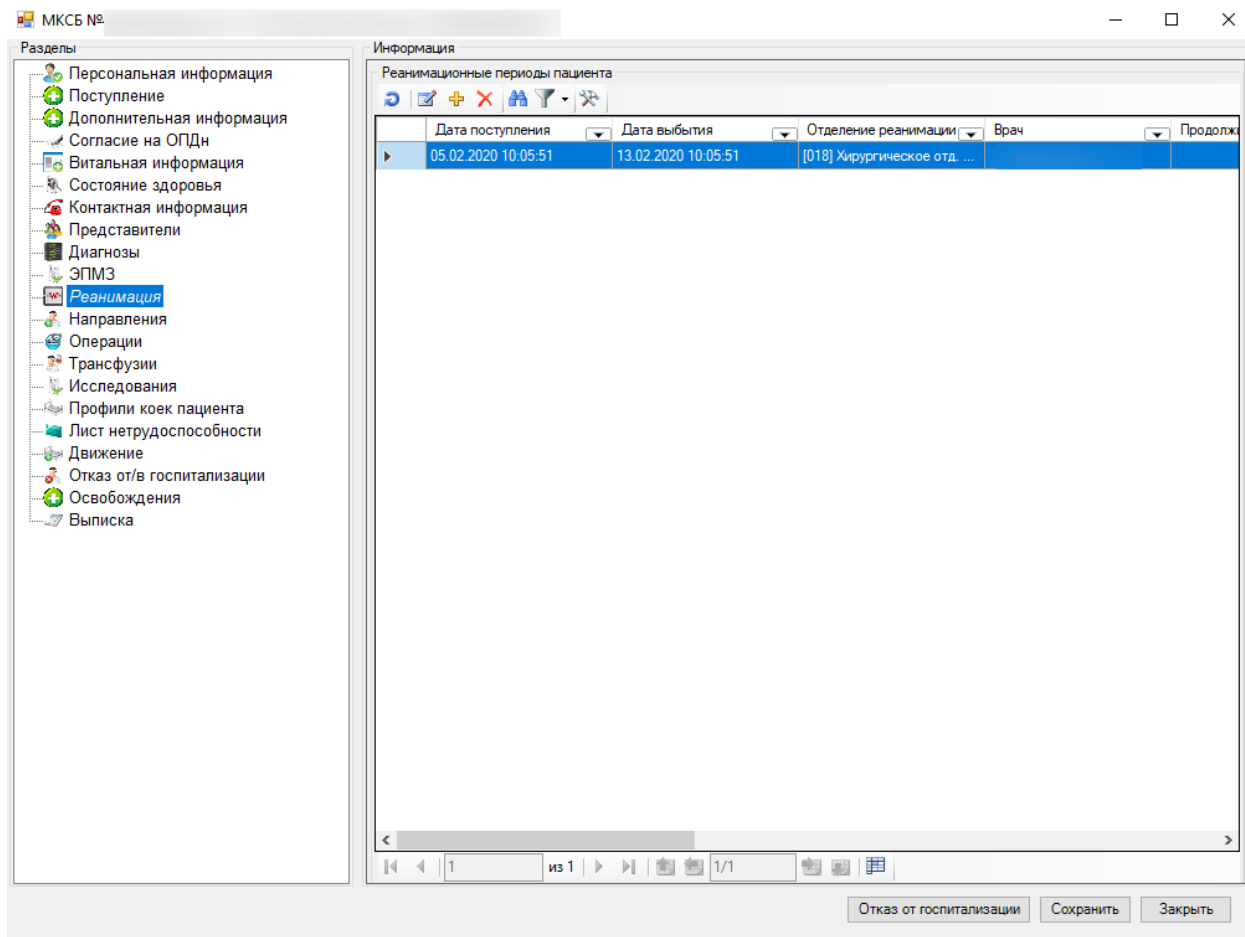 МКСБ №
Разделы
Персональная информация
Поступление
Дополнительная информация
Согласие на ОПДн
Витальная информация
Состояние здоровья
Контактная информация
Представители
Диагнозы
ЭПМЗ
Реанимация
Направления
Операции
Трансфузии
Исследования
Профили коек пациента
Лист нетрудоспособности
Движение
Отказ от/в госпитализации
Освобождения
Выписка
Информация
Реанимационные периоды пациента
Дата поступления Дата выбытия Отделение реанимации Врач Продолжи
05.02.2020 10:05:51 13.02.2020 10:05:51 [018] Хирургическое отд. ...
1 из 1 1/1
Отказ от госпитализации Сохранить Закрыть